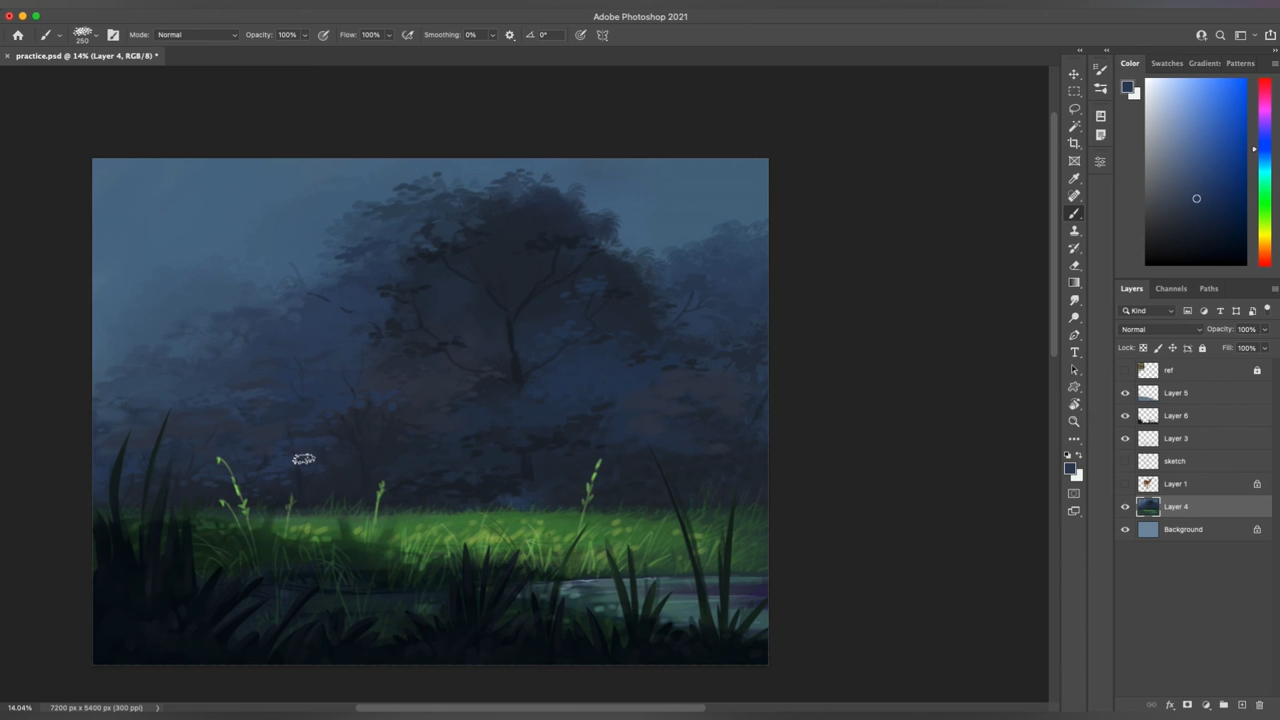 Adobe Photoshop 2021
250 Mode: Normal Opacity: 100% Flow: 100% Smoothing: 0% 0°
× practice.psd @ 14% (Layer 4, RGB/8) *
Color Swatches Gradients Patterns
Layers Channels Paths
Kind
Normal Opacity: 100%
Lock: Fill: 100%
ref
Layer 5
Layer 6
Layer 3
sketch
Layer 1
Layer 4
Background
14.04% 7200 px x 5400 px (300 ppi)